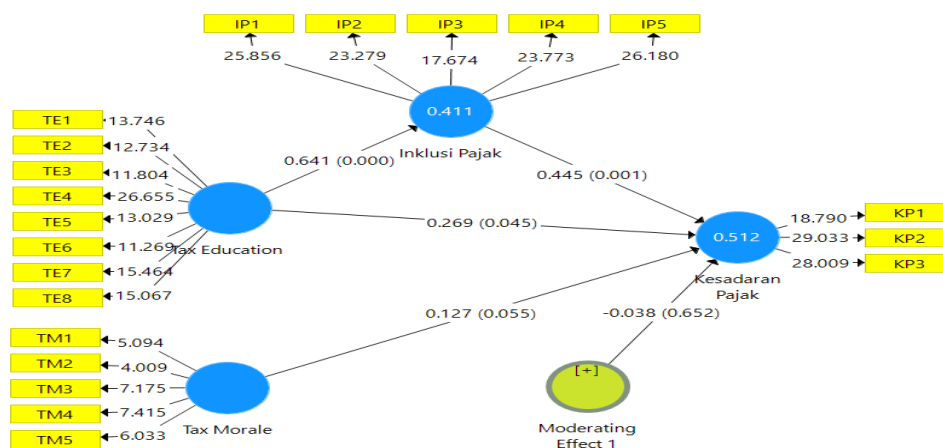 IP1 IP2 IP3 IP4 IP5
25.856 23.279 17.674 23.773 26.180
0.411
Inklusi Pajak
TE1 13.746
TE2 12.734
TE3 11.804
TE4 26.655
TE5 13.029
TE6 11.269
TE7 15.464
TE8 15.067
Tax Education
0.641 (0.000)
0.445 (0.001)
0.269 (0.045)
0.512
Kesadaran
Pajak
18.790 KP1
29.033 KP2
28.009 KP3
0.127 (0.055)
-0.038 (0.652)
TM1 5.094
TM2 4.009
TM3 7.175
TM4 7.415
TM5 6.033
Tax Morale
[+]
Moderating
Effect 1